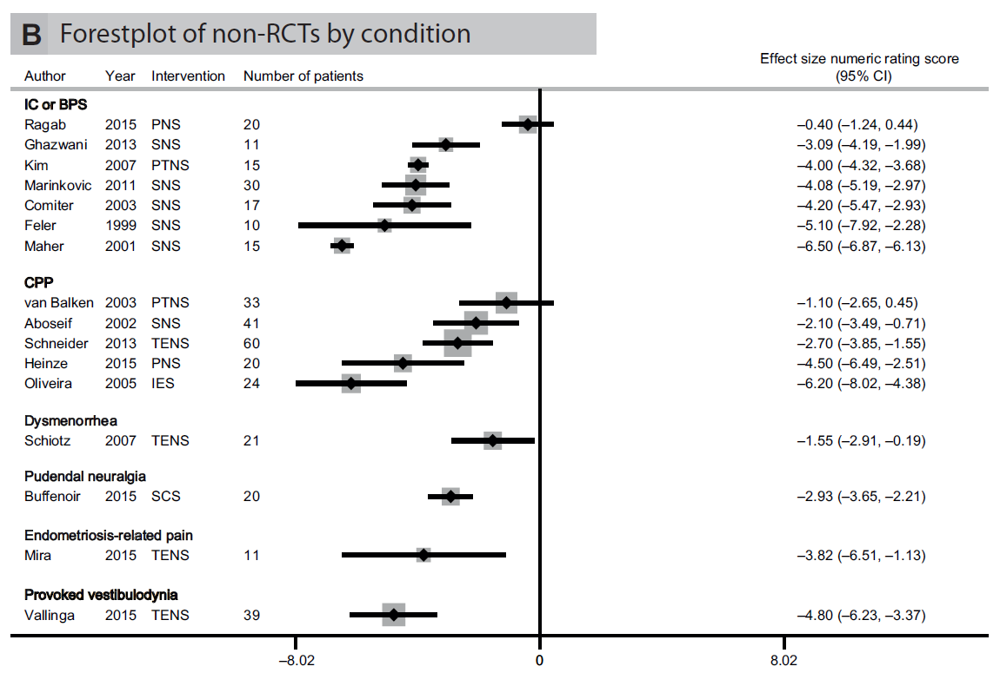 B Forestplot of non-RCTs by condition
Effect size numeric rating score
Author Year Intervention Number of patients (95% CI)
IC or BPS
Ragab 2015 PNS 20 –0.40 (–1.24, 0.44)
Ghazwani 2013 SNS 11 –3.09 (–4.19, –1.99)
Kim 2007 PTNS 15 –4.00 (–4.32, –3.68)
Marinkovic 2011 SNS 30 –4.08 (–5.19, –2.97)
Comiter 2003 SNS 17 –4.20 (–5.47, –2.93)
Feler 1999 SNS 10 –5.10 (–7.92, –2.28)
Maher 2001 SNS 15 –6.50 (–6.87, –6.13)
CPP
van Balken 2003 PTNS 33 –1.10 (–2.65, 0.45)
Aboseif 2002 SNS 41 –2.10 (–3.49, –0.71)
Schneider 2013 TENS 60 –2.70 (–3.85, –1.55)
Heinze 2015 PNS 20 –4.50 (–6.49, –2.51)
Oliveira 2005 IES 24 –6.20 (–8.02, –4.38)
Dysmenorrhea
Schiotz 2007 TENS 21 –1.55 (–2.91, –0.19)
Pudendal neuralgia
Buffenoir 2015 SCS 20 –2.93 (–3.65, –2.21)
Endometriosis-related pain
Mira 2015 TENS 11 –3.82 (–6.51, –1.13)
Provoked vestibulodynia
Vallinga 2015 TENS 39 –4.80 (–6.23, –3.37)
–8.02 0 8.02